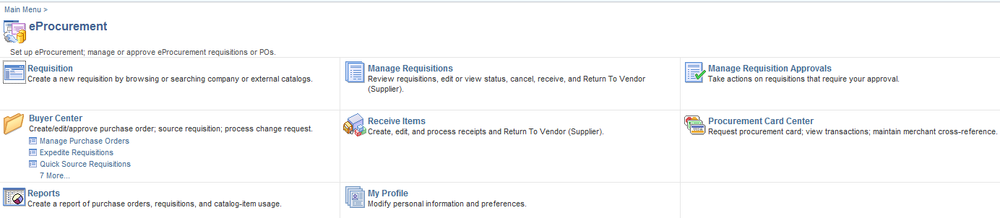 Main Menu >
eProcurement
Set up eProcurement; manage or approve eProcurement requisitions or POs.
Requisition
Create a new requisition by browsing or searching company or external catalogs.
Manage Requisitions
Review requisitions, edit or view status, cancel, receive, and Return To Vendor
(Supplier).
Manage Requisition Approvals
Take actions on requisitions that require your approval.
Buyer Center
Create/edit/approve purchase order; source requisition; process change request.
Manage Purchase Orders
Expedite Requisitions
Quick Source Requisitions
7 More...
Receive Items
Create, edit, and process receipts and Return To Vendor (Supplier).
Procurement Card Center
Request procurement card; view transactions; maintain merchant cross-reference.
Reports
Create a report of purchase orders, requisitions, and catalog-item usage.
My Profile
Modify personal information and preferences.